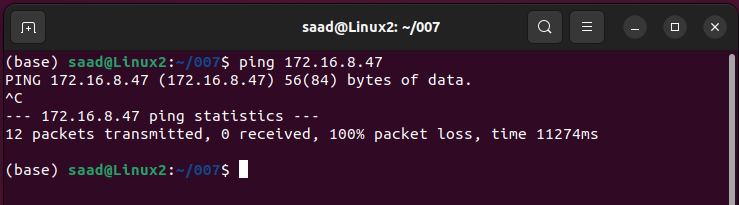 saad@Linux2: ~/007
(base) saad@Linux2:~/007$ ping 172.16.8.47
PING 172.16.8.47 (172.16.8.47) 56(84) bytes of data.
^C
--- 172.16.8.47 ping statistics ---
12 packets transmitted, 0 received, 100% packet loss, time 11274ms
(base) saad@Linux2:~/007$